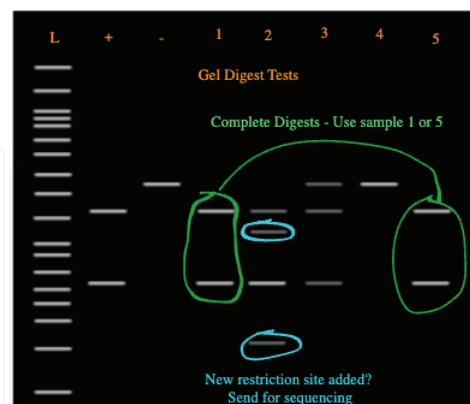 L + - 1 2 3 4 5
Gel Digest Tests
Complete Digests - Use sample 1 or 5
New restriction site added?
Send for sequencing